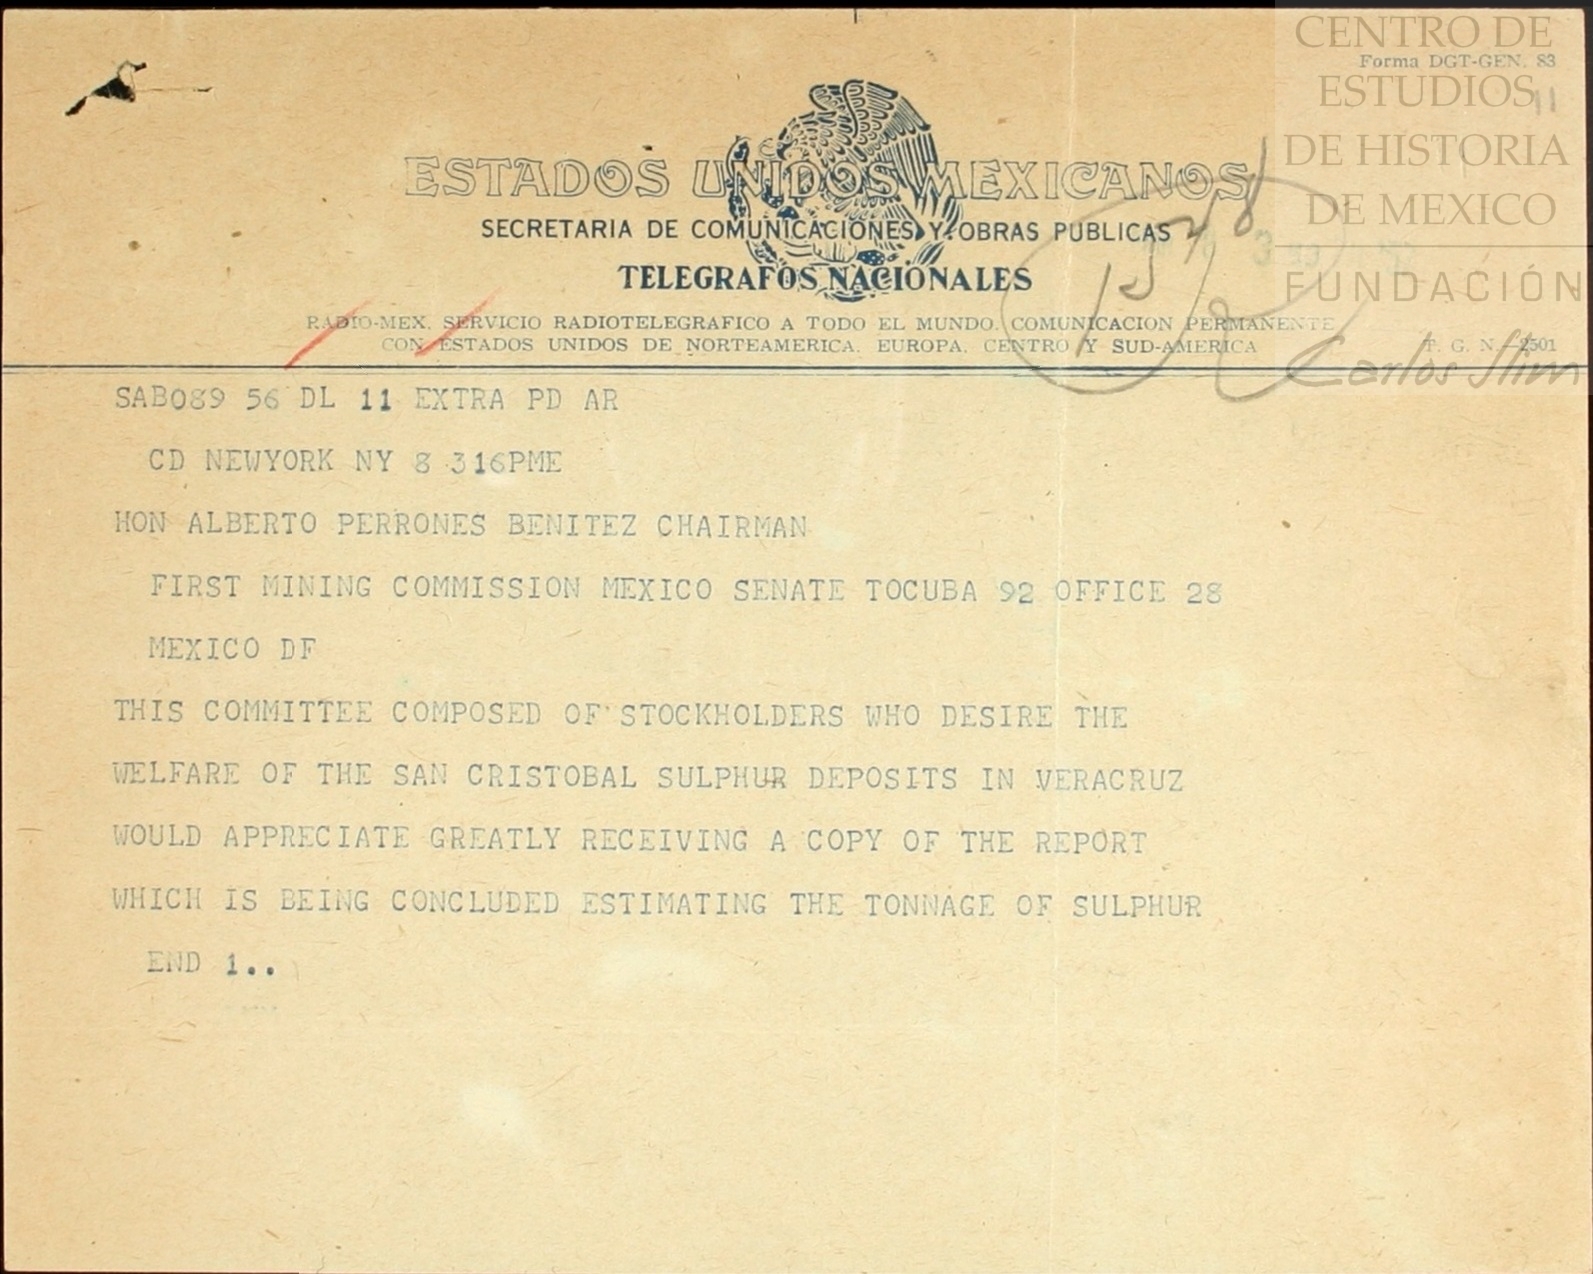 CENTRO DE
ESTUDIOS
DE HISTORIA
DE MEXICO
FUNDACIÓN
Carlos Slim
Forma DGT-GEN. 83
11
ESTADOS UNIDOS MEXICANOS
SECRETARIA DE COMUNICACIONES Y OBRAS PUBLICAS
TELEGRAFOS NACIONALES
RADIO-MEX. SERVICIO RADIOTELEGRAFICO A TODO EL MUNDO. COMUNICACION PERMANENTE
CON ESTADOS UNIDOS DE NORTEAMERICA. EUROPA. CENTRO Y SUD-AMERICA
T. G. N. 2501
SAB089 56 DL 11 EXTRA PD AR
CD NEWYORK NY 8 316PME
HON ALBERTO PERRONES BENITEZ CHAIRMAN
FIRST MINING COMMISSION MEXICO SENATE TOCUBA 92 OFFICE 28
MEXICO DF
THIS COMMITTEE COMPOSED OF STOCKHOLDERS WHO DESIRE THE
WELFARE OF THE SAN CRISTOBAL SULPHUR DEPOSITS IN VERACRUZ
WOULD APPRECIATE GREATLY RECEIVING A COPY OF THE REPORT
WHICH IS BEING CONCLUDED ESTIMATING THE TONNAGE OF SULPHUR
END 1..